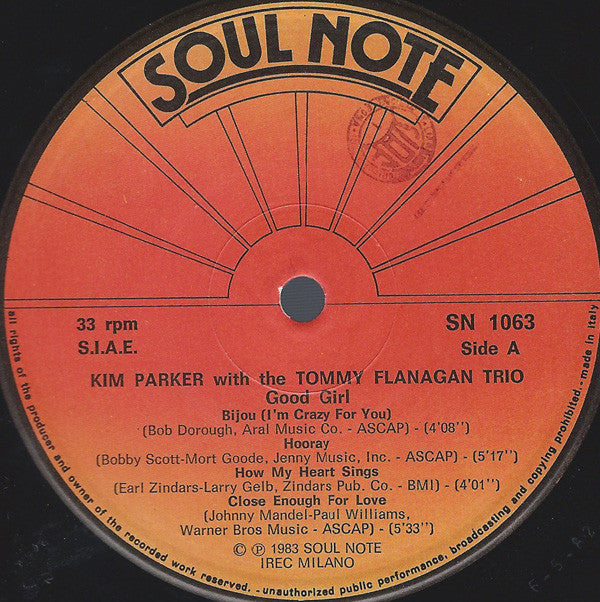 SOUL NOTE
33 rpm
S.I.A.E.
SN 1063
Side A
KIM PARKER with the TOMMY FLANAGAN TRIO
Good Girl
Bijou (I'm Crazy For You)
(Bob Dorough, Aral Music Co. - ASCAP) - (4'08'')
Hooray
(Bobby Scott-Mort Goode, Jenny Music, Inc. - ASCAP) - (5'17'')
How My Heart Sings
(Earl Zindars-Larry Gelb, Zindars Pub. Co. - BMI) - (4'01'')
Close Enough For Love
(Johnny Mandel-Paul Williams,
Warner Bros Music - ASCAP) - (5'33'')
© ℗ 1983 SOUL NOTE
IREC MILANO
all rights of the producer and owner of the recorded work reserved. - unauthorized public performance, broadcasting and copying prohibited. - made in italy